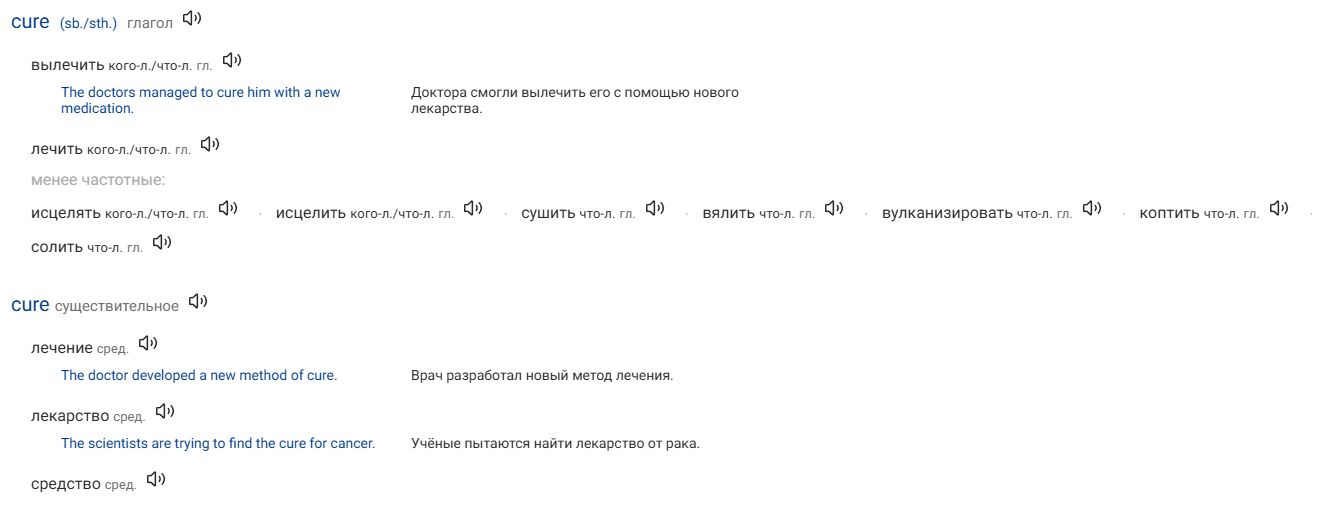 cure (sb./sth.) глагол
вылечить кого-л./что-л. гл.
The doctors managed to cure him with a new Доктора смогли вылечить его с помощью нового
medication. лекарства.
лечить кого-л./что-л. гл.
менее частотные:
исцелять кого-л./что-л. гл. · исцелить кого-л./что-л. гл. · сушить что-л. гл. · вялить что-л. гл. · вулканизировать что-л. гл. · коптить что-л. гл. ·
солить что-л. гл.
cure существительное
лечение сред.
The doctor developed a new method of cure. Врач разработал новый метод лечения.
лекарство сред.
The scientists are trying to find the cure for cancer. Учёные пытаются найти лекарство от рака.
средство сред.